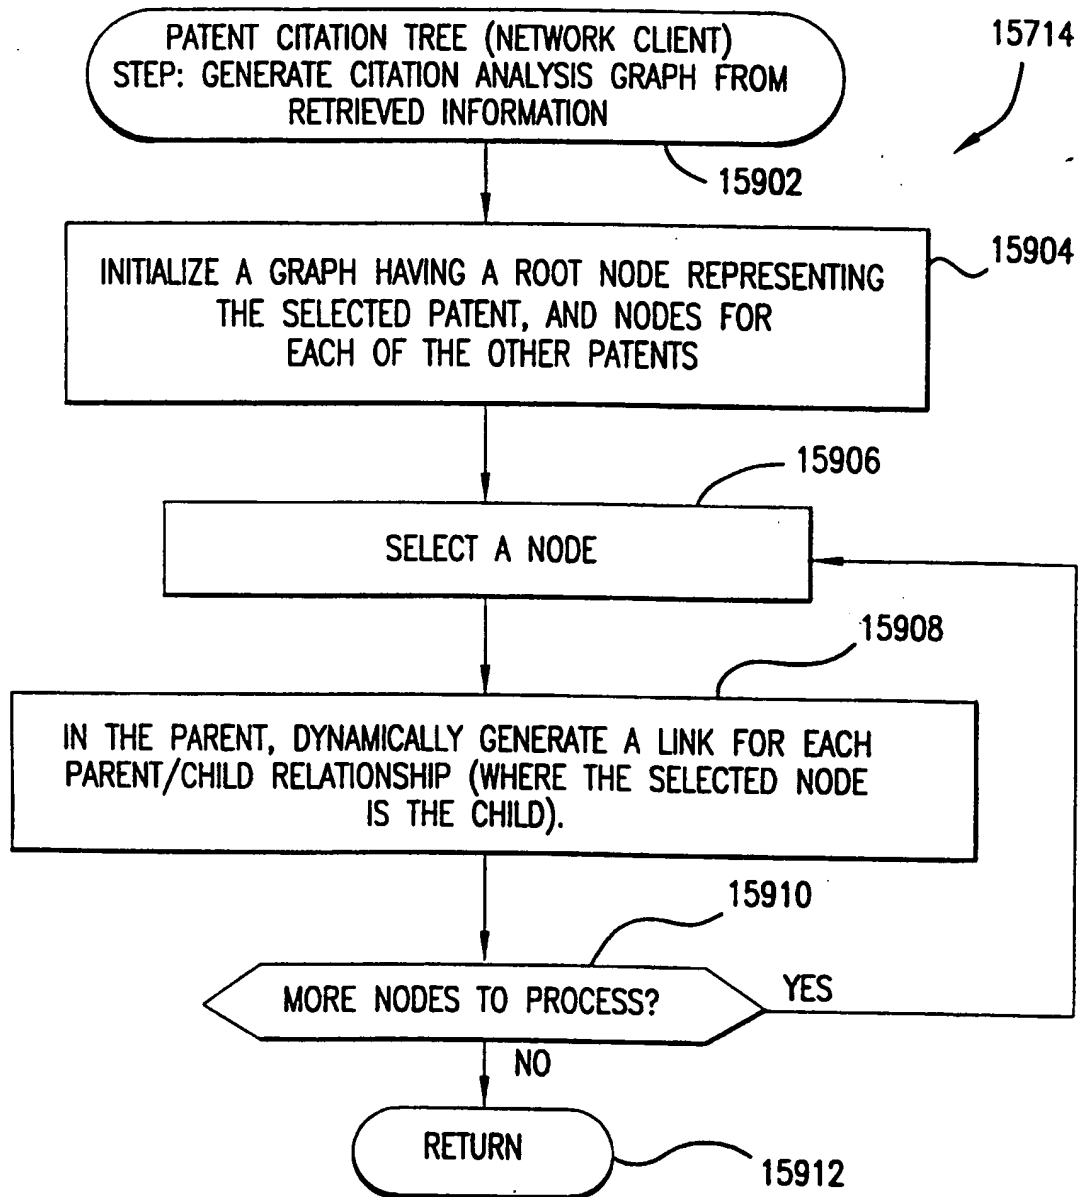 PATENT CITATION TREE (NETWORK CLIENT)
STEP: GENERATE CITATION ANALYSIS GRAPH FROM
RETRIEVED INFORMATION
15714
15902
INITIALIZE A GRAPH HAVING A ROOT NODE REPRESENTING
THE SELECTED PATENT, AND NODES FOR
EACH OF THE OTHER PATENTS
15904
15906
SELECT A NODE
15908
IN THE PARENT, DYNAMICALLY GENERATE A LINK FOR EACH
PARENT/CHILD RELATIONSHIP (WHERE THE SELECTED NODE
IS THE CHILD).
15910
MORE NODES TO PROCESS?
YES
NO
RETURN
15912